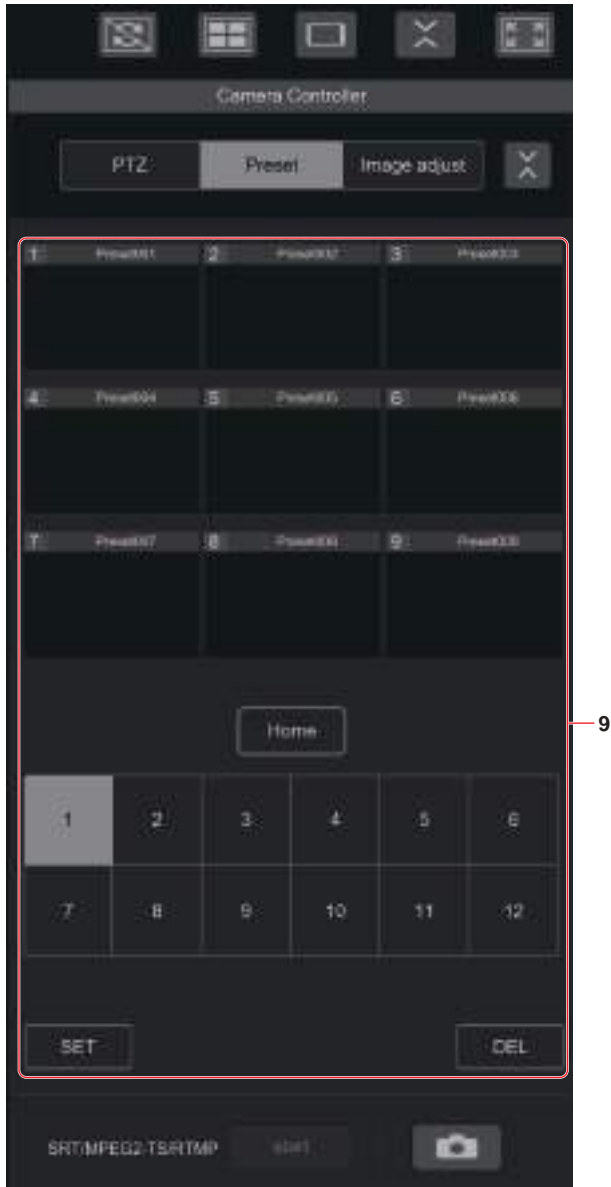 Camera Controller
PTZ Preset Image adjust
1 Preset001 2 Preset002 3 Preset003
4 Preset004 5 Preset005 6 Preset006
7 Preset007 8 Preset008 9 Preset009
Home
9
1 2 3 4 5 6
7 8 9 10 11 12
SET DEL
SRT/MPEG2-TS/RTMP start